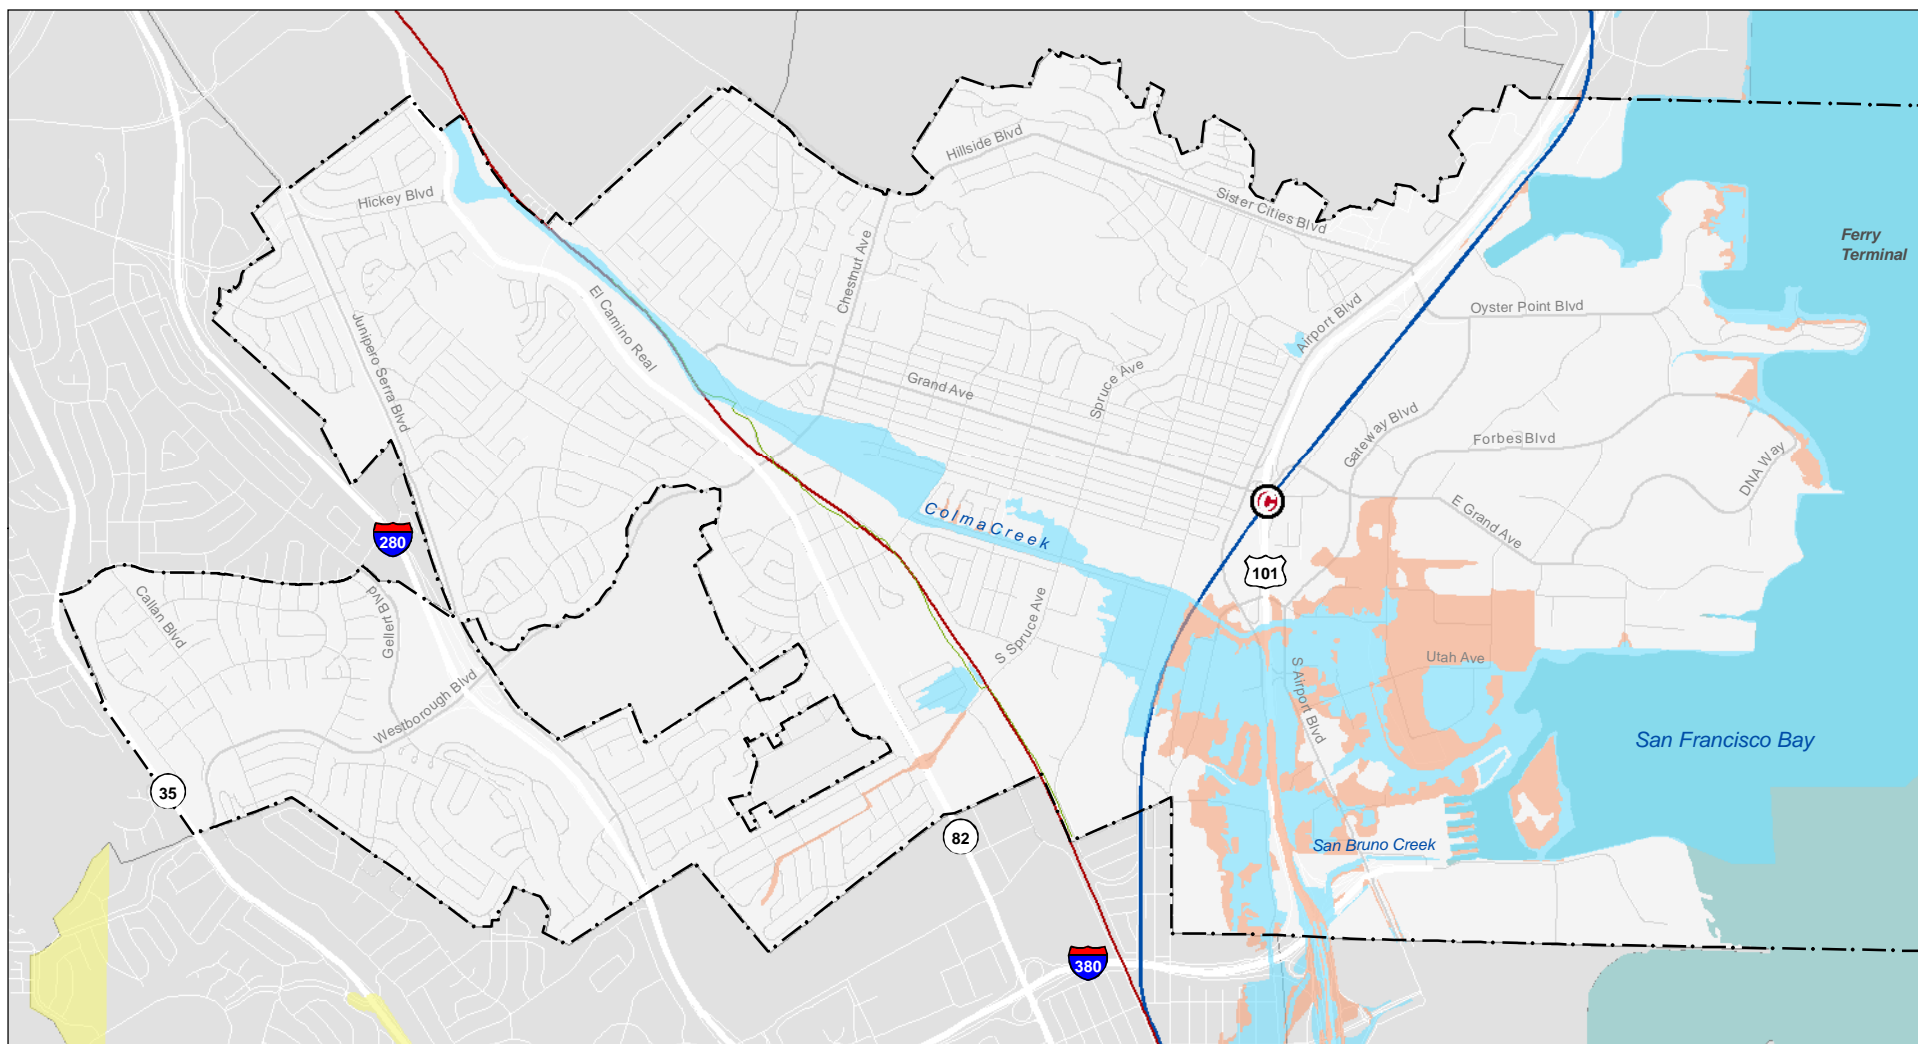 Hillside Blvd
Hickey Blvd
Sister Cities Blvd
Ferry
Terminal
Chestnut Ave
El Camino Real
Junipero Serra Blvd
Airport Blvd
Oyster Point Blvd
Grand Ave
Spruce Ave
Gateway Blvd
Forbes Blvd
DNA Way
E Grand Ave
Colma Creek
280
101
Callan Blvd
Gellert Blvd
S Spruce Ave
Utah Ave
S Airport Blvd
Westborough Blvd
San Francisco Bay
35
82
San Bruno Creek
380